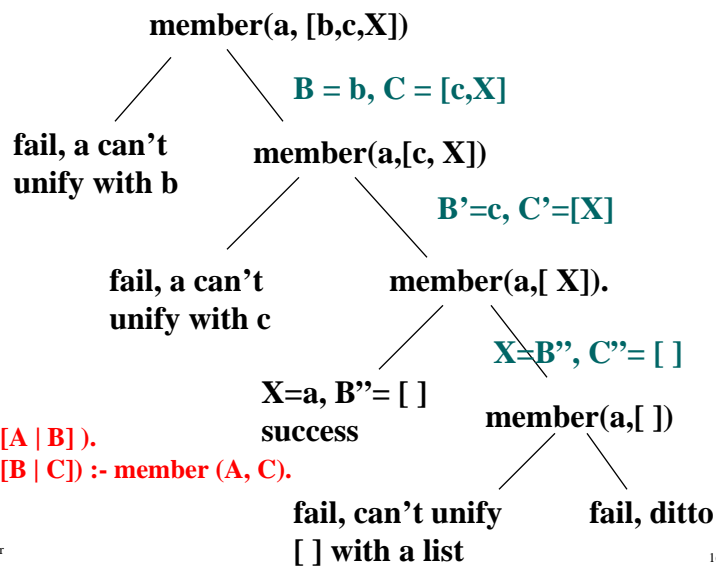 member(a, [b,c,X])
B = b, C = [c,X]
fail, a can't
unify with b
member(a,[c, X])
B'=c, C'=[X]
fail, a can't
unify with c
member(a,[ X]).
X=B”, C”= [ ]
X=a, B”= [ ]
success
member(a,[ ])
[A | B] ).
[B | C]) :- member (A, C).
fail, can't unify
[ ] with a list
fail, ditto
r
1